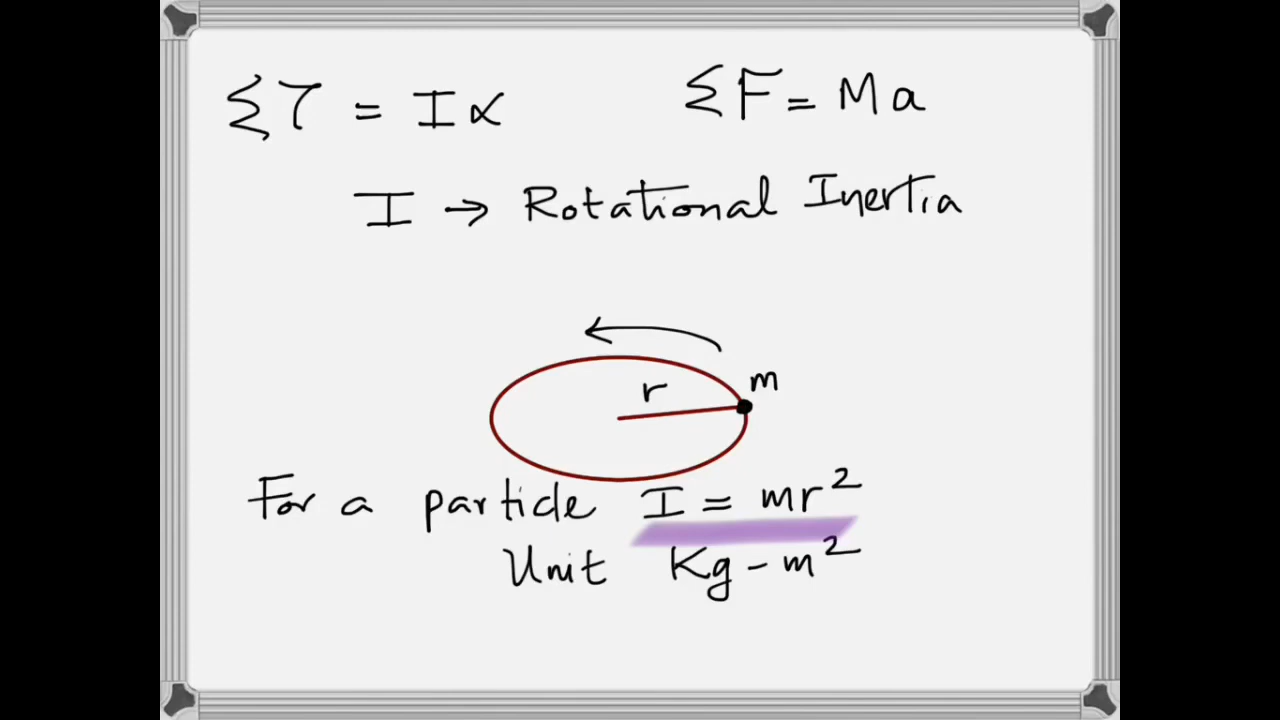 Στ = Iα ΣF = Ma
I → Rotational Inertia
r m
For a particle I = mr²
Unit Kg - m²